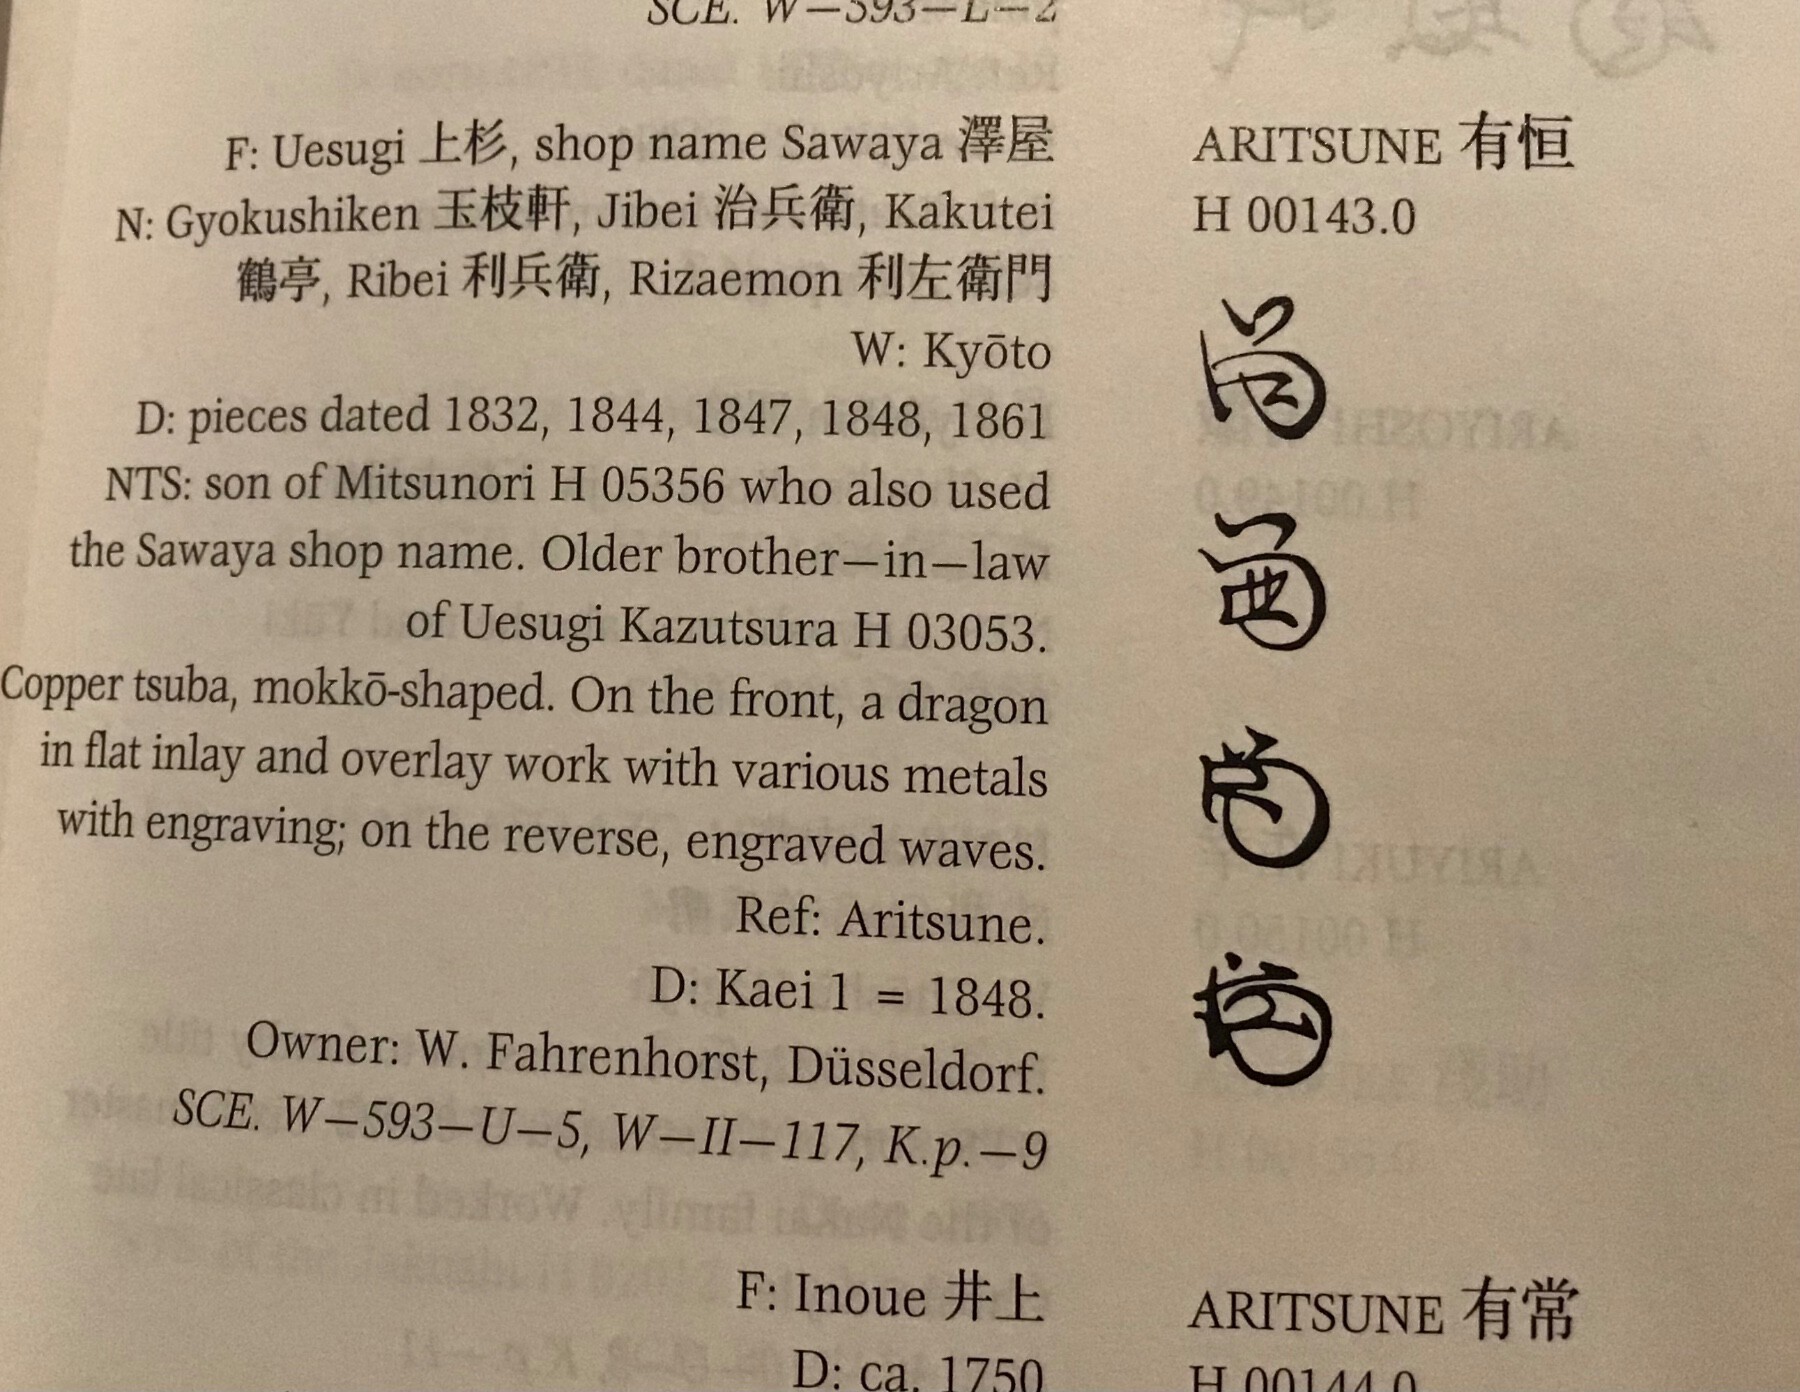 SCE. W—593—L—2
ARITSUNE 有恒
H 00143.0
F: Uesugi 上杉, shop name Sawaya 澤屋
N: Gyokushiken 玉枝軒, Jibei 治兵衛, Kakutei
鶴亭, Ribei 利兵衛, Rizaemon 利左衛門
W: Kyōto
D: pieces dated 1832, 1844, 1847, 1848, 1861
NTS: son of Mitsunori H 05356 who also used
the Sawaya shop name. Older brother—in—law
of Uesugi Kazutsura H 03053.
Copper tsuba, mokkō-shaped. On the front, a dragon
in flat inlay and overlay work with various metals
with engraving; on the reverse, engraved waves.
Ref: Aritsune.
D: Kaei 1 = 1848.
Owner: W. Fahrenhorst, Düsseldorf.
SCE. W—593—U—5, W—II—117, K.p.—9
ARITSUNE 有常
H 00144.0
F: Inoue 井上
D: ca. 1750